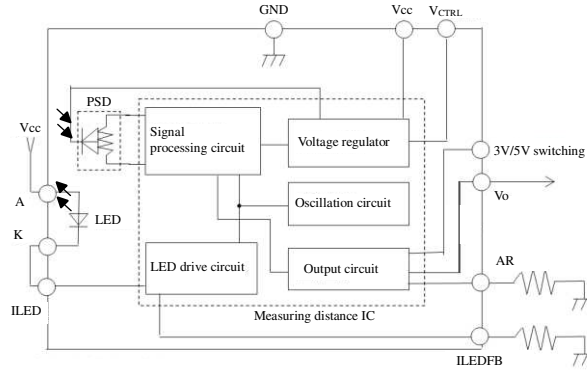 GND
Vcc
VCTRL
PSD
Vcc
Signal
processing circuit
Voltage regulator
3V/5V switching
A
LED
Oscillation circuit
Vo
K
LED drive circuit
Output circuit
AR
ILED
Measuring distance IC
ILEDFB